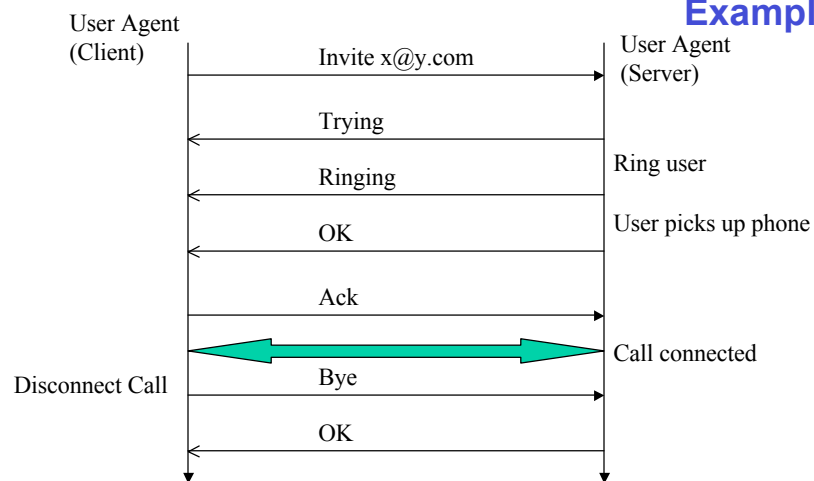 Exampl
User Agent
(Client)
User Agent
(Server)
Invite x@y.com
Trying
Ring user
Ringing
User picks up phone
OK
Ack
Call connected
Disconnect Call
Bye
OK